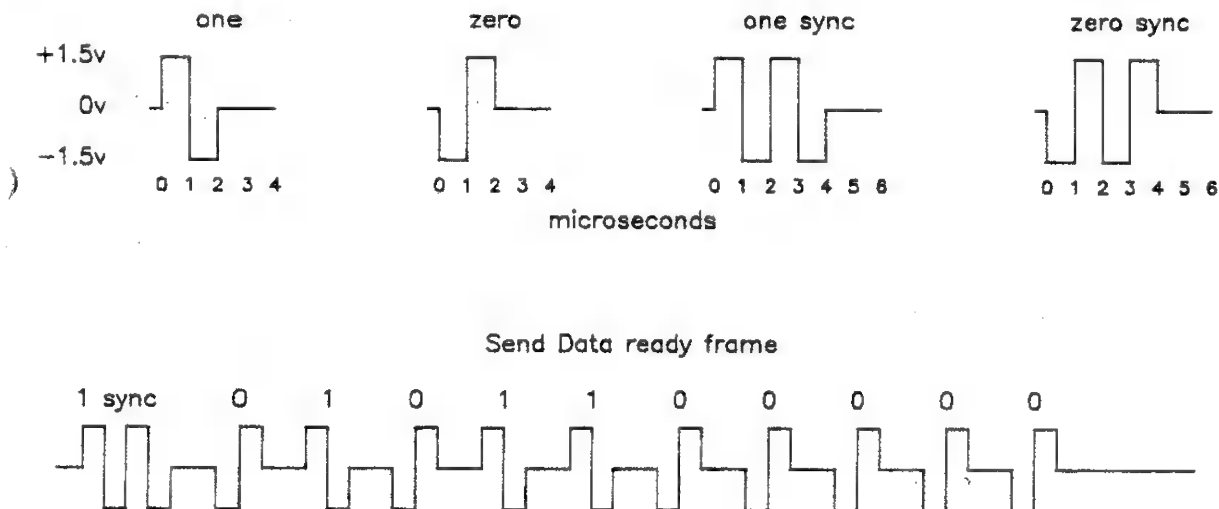 one zero one sync zero sync
+1.5v
0v
-1.5v
)
0 1 2 3 4 0 1 2 3 4 0 1 2 3 4 5 6 0 1 2 3 4 5 6
microseconds
Send Data ready frame
1 sync 0 1 0 1 1 0 0 0 0 0